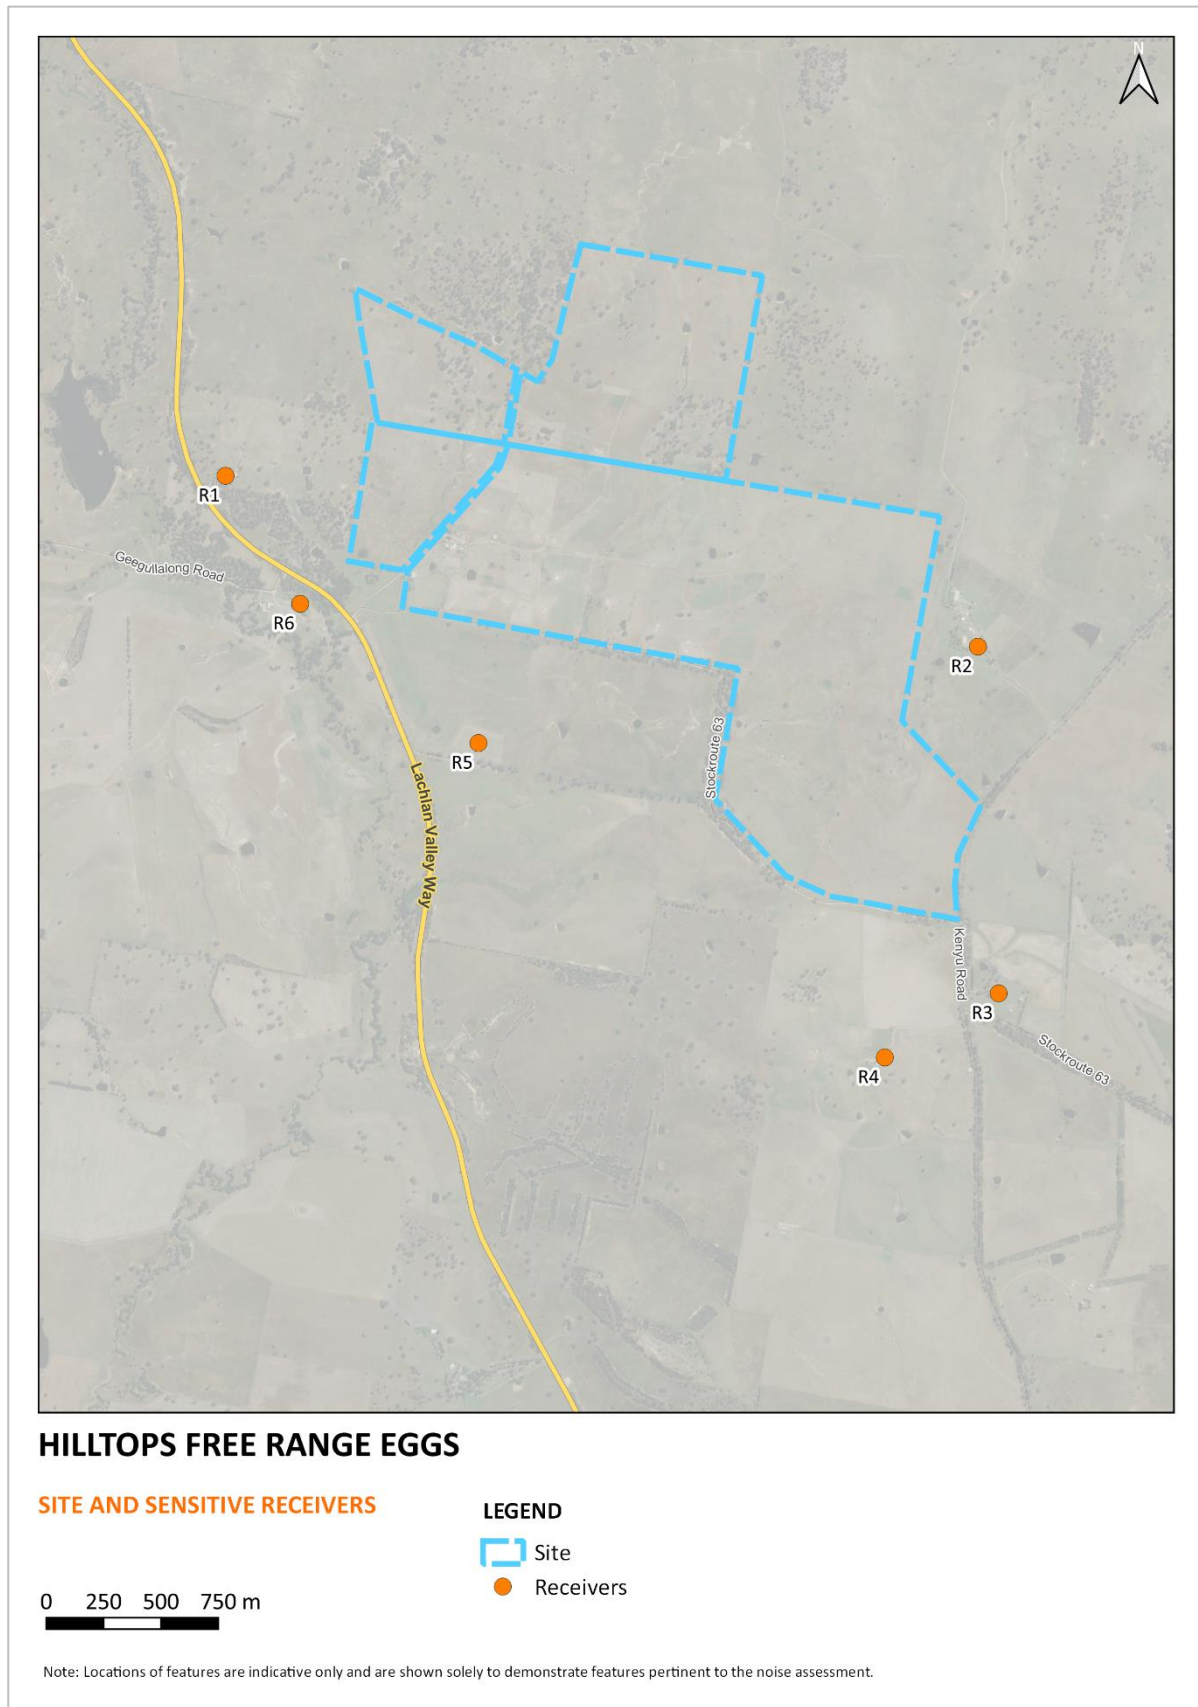 N
R1
Geegullalong Road
R6
R2
R5
Stockroute 63
Lachlan Valley Way
Kenyu Road
R3
Stockroute 63
R4
HILLTOPS FREE RANGE EGGS
SITE AND SENSITIVE RECEIVERS
LEGEND
Site
Receivers
0 250 500 750 m
Note: Locations of features are indicative only and are shown solely to demonstrate features pertinent to the noise assessment.